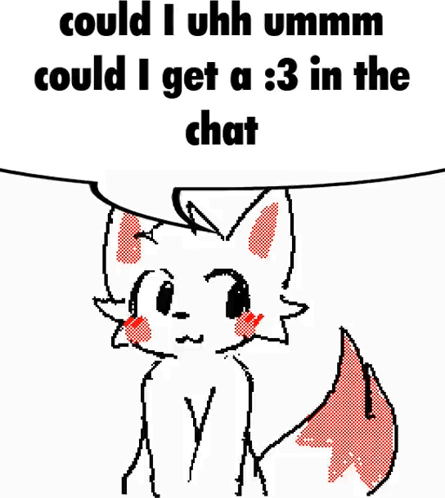 could I uhh ummm
could I get a :3 in the
chat